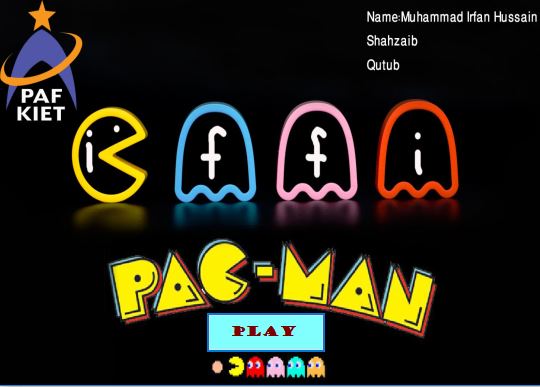 Name:Muhammad Irfan Hussain
Shahzaib
Qutub
PAF
KIET
i f f i
PAC-MAN
PLAY